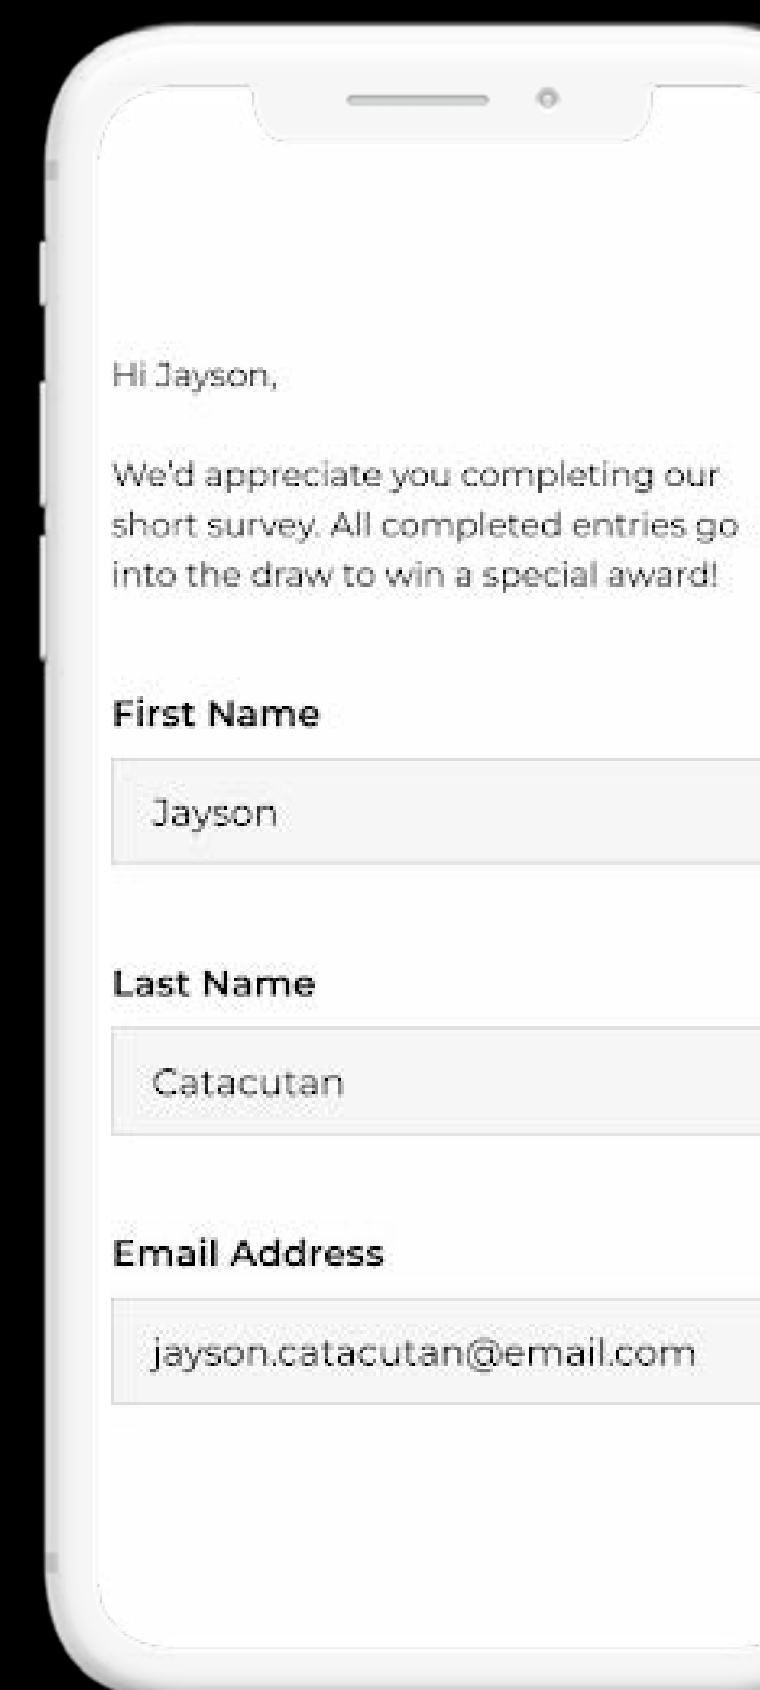 Hi Jayson,
We'd appreciate you completing our
short survey. All completed entries go
into the draw to win a special award!
First Name
Jayson
Last Name
Catacutan
Email Address
jayson.catacutan@email.com